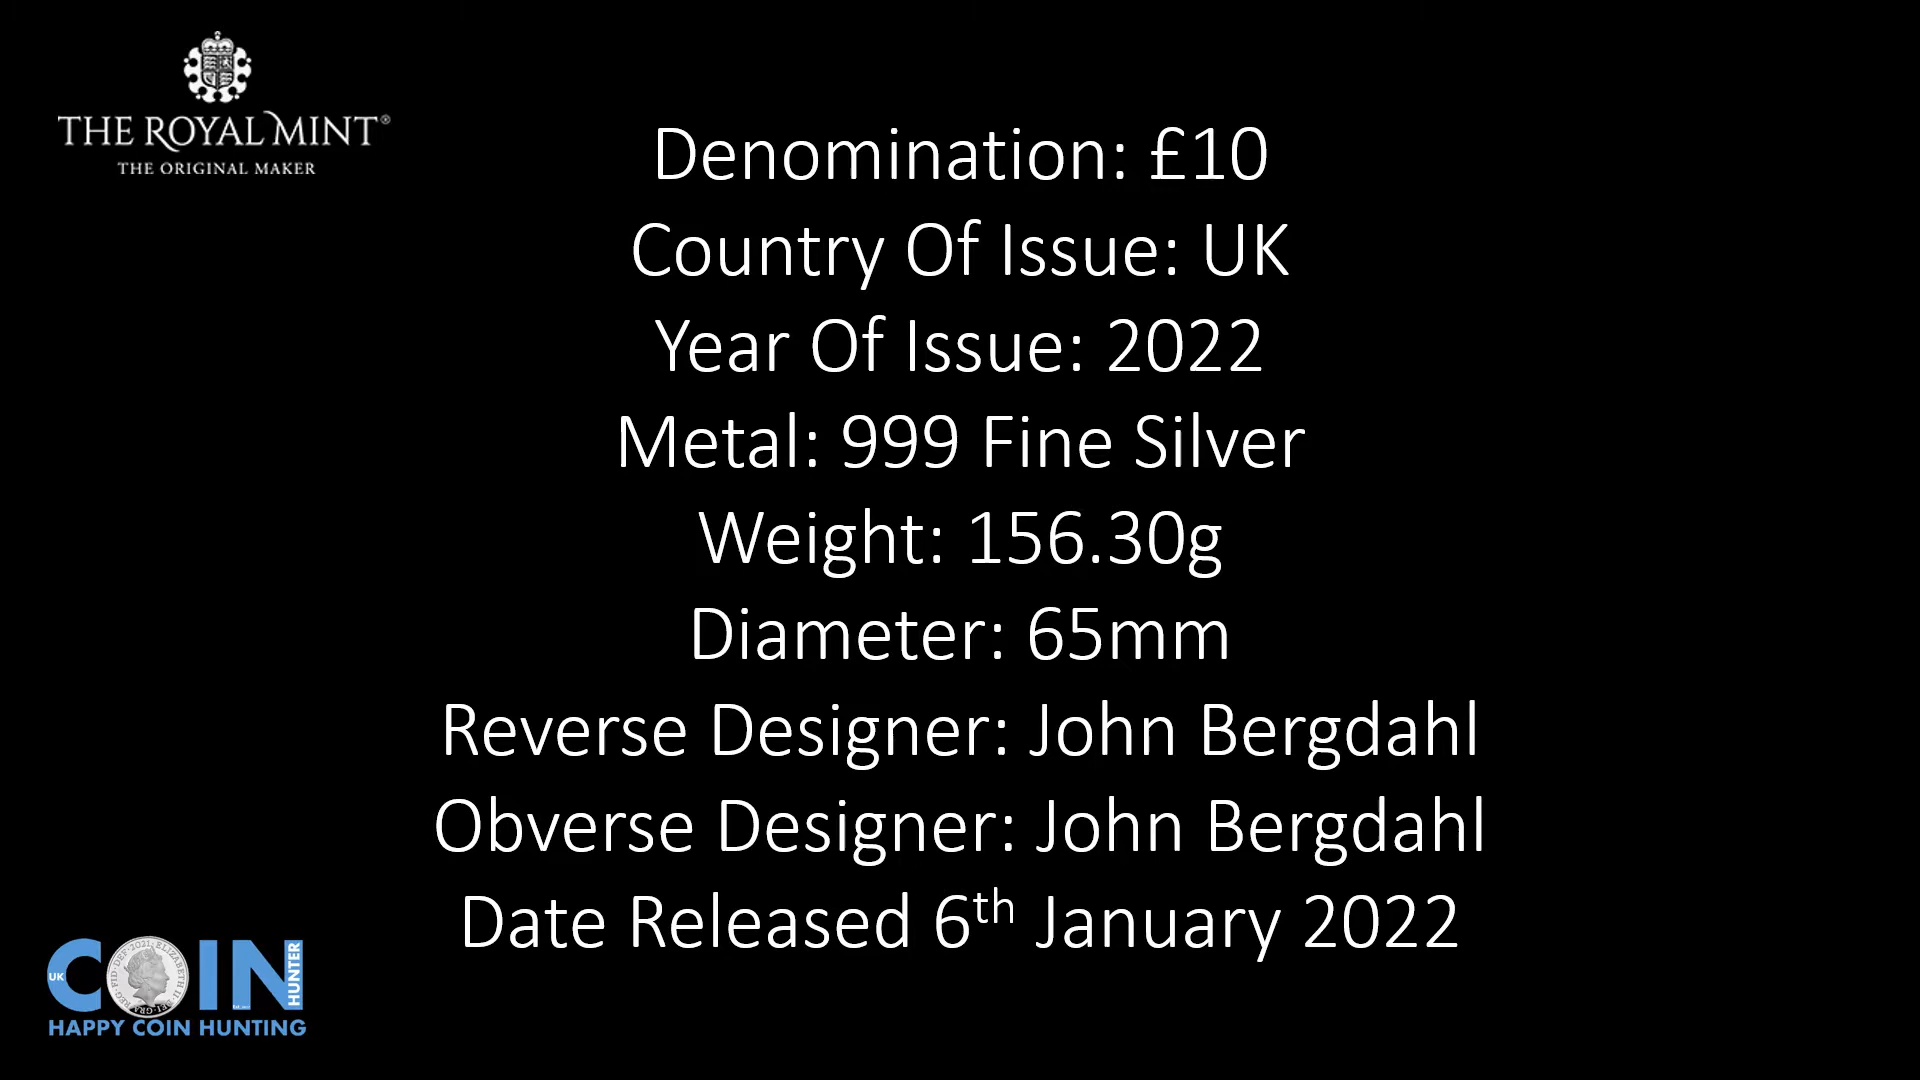 THE ROYAL MINT®
THE ORIGINAL MAKER
Denomination: £10
Country Of Issue: UK
Year Of Issue: 2022
Metal: 999 Fine Silver
Weight: 156.30g
Diameter: 65mm
Reverse Designer: John Bergdahl
Obverse Designer: John Bergdahl
Date Released 6th January 2022
UK COIN HUNTER
HAPPY COIN HUNTING